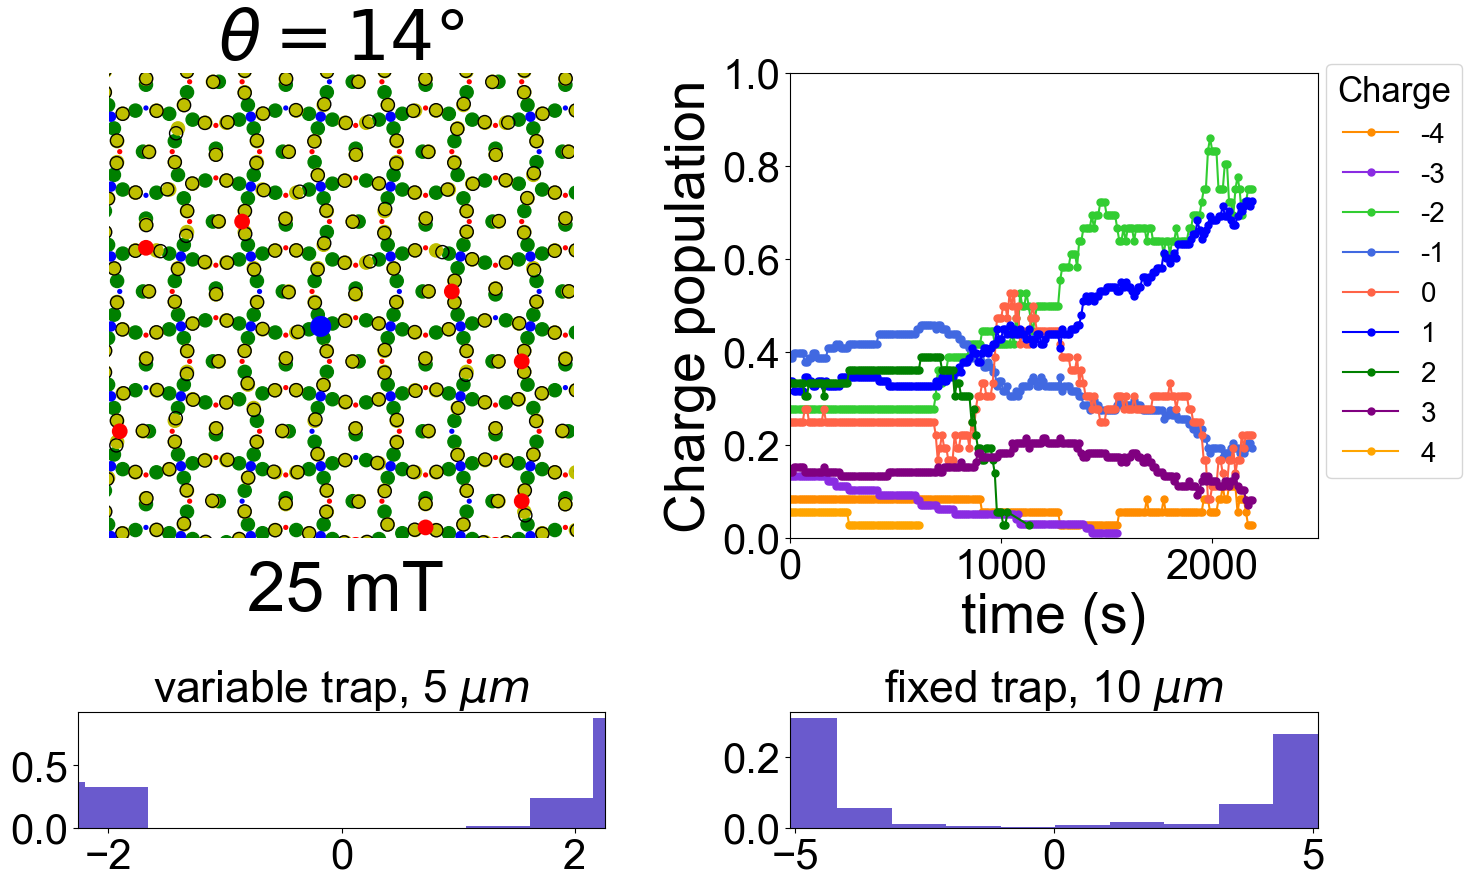 θ = 14°
25 mT
Charge population
1.0
0.8
0.6
0.4
0.2
0.0
0 1000 2000
time (s)
Charge
-4
-3
-2
-1
0
1
2
3
4
variable trap, 5 μm
0.5
0.0
−2 0 2
fixed trap, 10 μm
0.2
0.0
−5 0 5